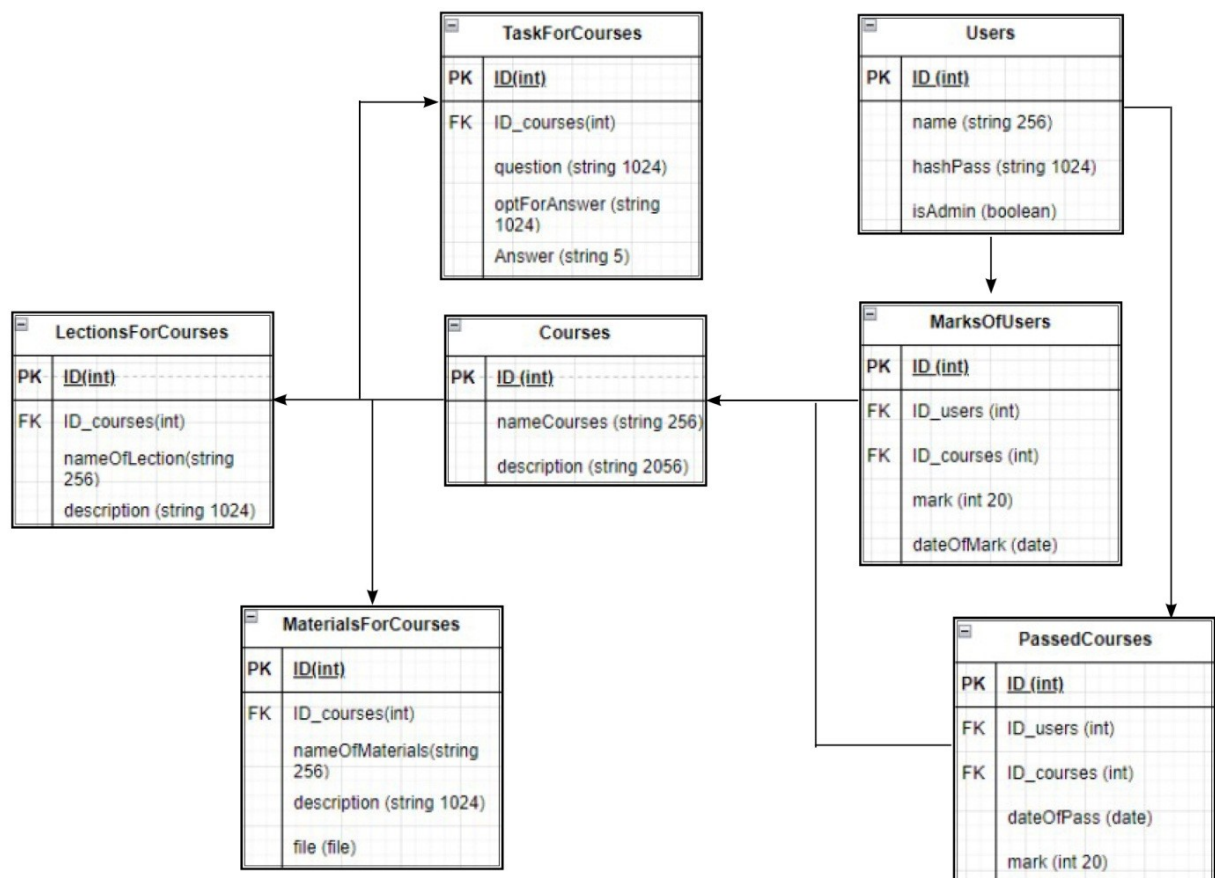 TaskForCourses
PK ID(int)
FK ID_courses(int)
question (string 1024)
optForAnswer (string
1024)
Answer (string 5)
Users
PK ID (int)
name (string 256)
hashPass (string 1024)
isAdmin (boolean)
LectionsForCourses
PK ID(int)
FK ID_courses(int)
nameOfLection(string
256)
description (string 1024)
Courses
PK ID (int)
nameCourses (string 256)
description (string 2056)
MarksOfUsers
PK ID (int)
FK ID_users (int)
FK ID_courses (int)
mark (int 20)
dateOfMark (date)
MaterialsForCourses
PK ID(int)
FK ID_courses(int)
nameOfMaterials(string
256)
description (string 1024)
file (file)
PassedCourses
PK ID (int)
FK ID_users (int)
FK ID_courses (int)
dateOfPass (date)
mark (int 20)